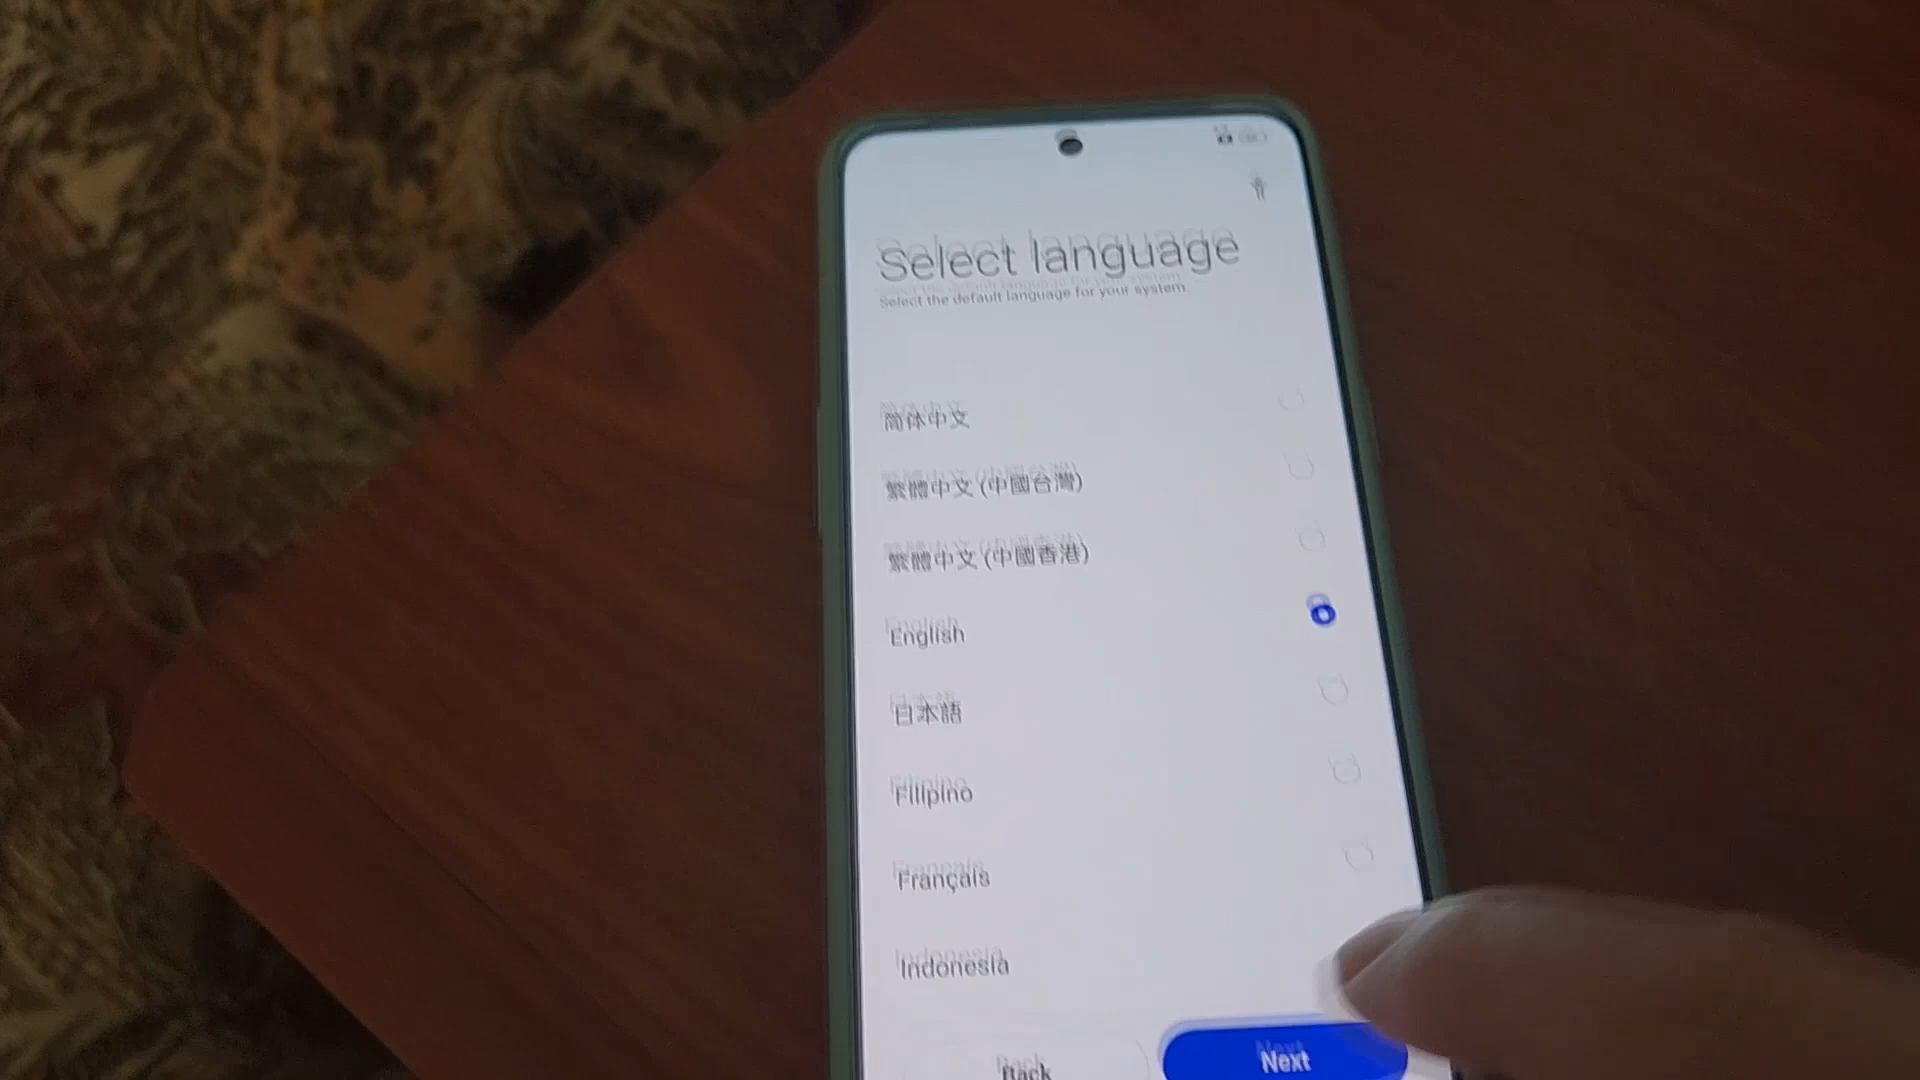 Select language
Select the default language for your system.
简体中文
繁體中文 (中國台灣)
繁體中文 (中國香港)
English
日本語
Filipino
Français
Indonesia
Back
Next